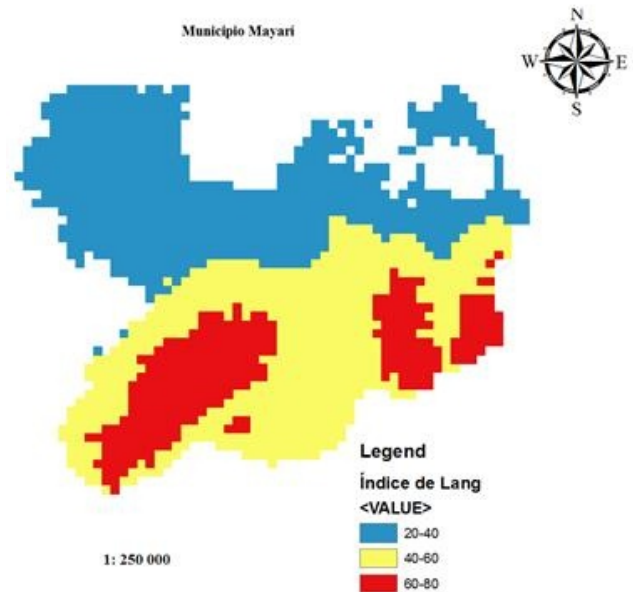 Municipio Mayarí
N
W E
S
Legend
Índice de Lang
<VALUE>
20-40
40-60
60-80
1: 250 000